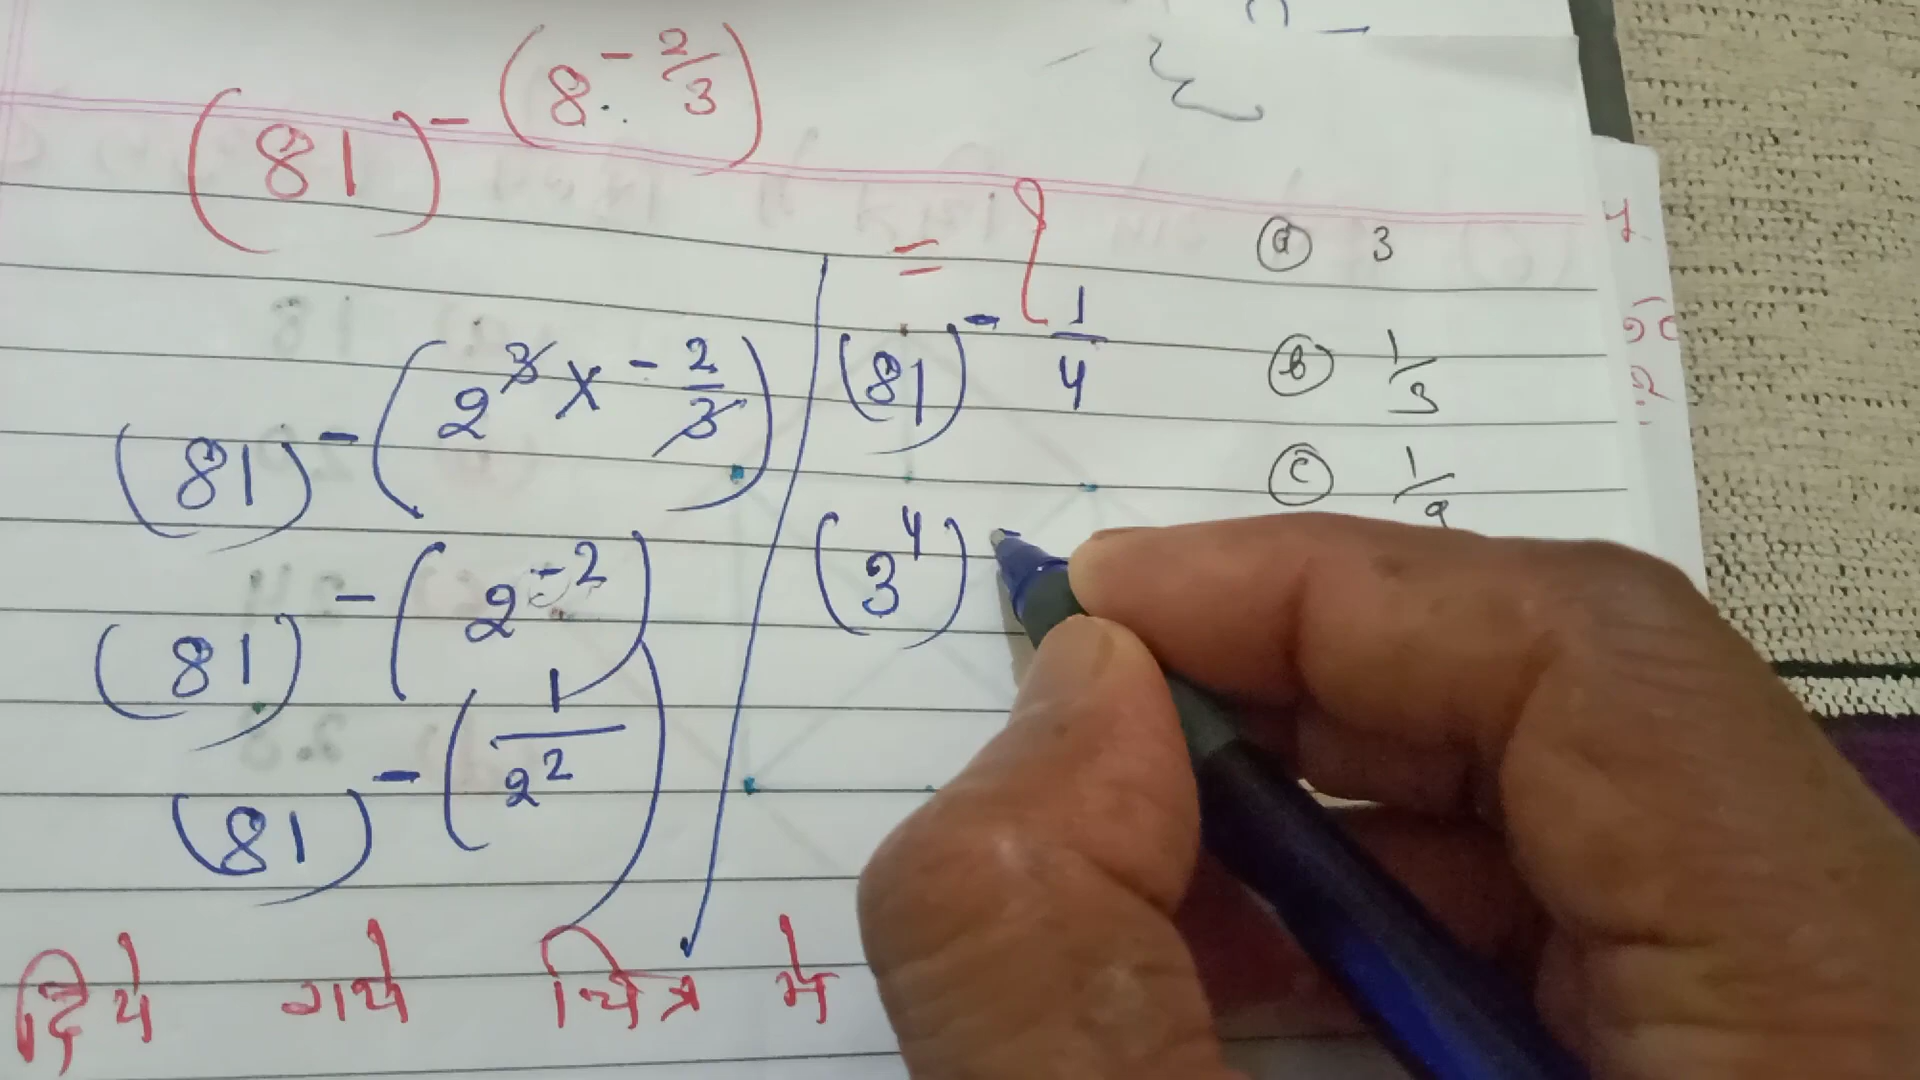 (81)^-(8^-2/3) = ?
(81)^-(2^3 x -2/3)
(81)^-(2^-2)
(81)^-(1/2^2)
(81)^-1/4
(3^4)^-
(a) 3
(b) 1/3
(c) 1/9
दिये गये चित्र मे